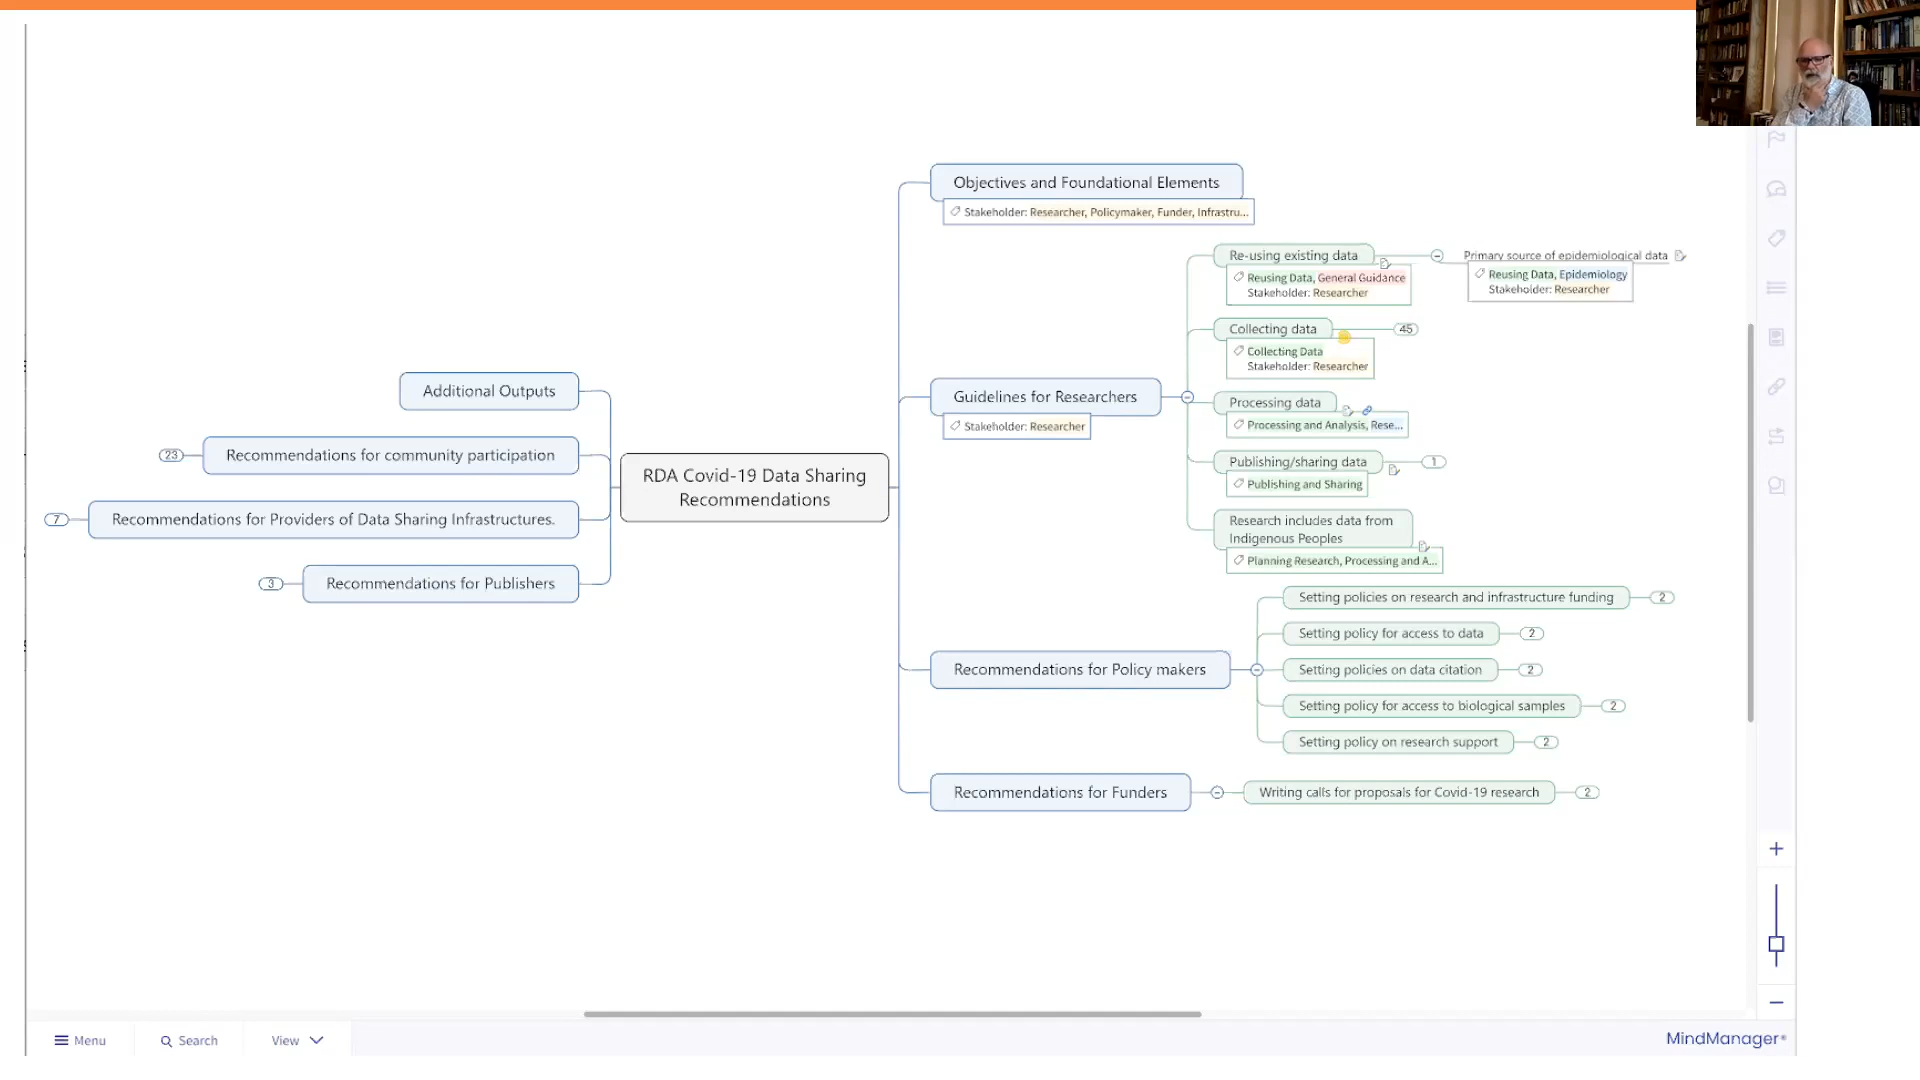 Objectives and Foundational Elements
Stakeholder: Researcher, Policymaker, Funder, Infrastru...
Re-using existing data
Reusing Data, General Guidance
Stakeholder: Researcher
Primary source of epidemiological data
Reusing Data, Epidemiology
Stakeholder: Researcher
Collecting data
45
Collecting Data
Stakeholder: Researcher
Guidelines for Researchers
Stakeholder: Researcher
Processing data
Processing and Analysis, Rese...
Publishing/sharing data
1
Publishing and Sharing
Research includes data from
Indigenous Peoples
Planning Research, Processing and A...
Additional Outputs
23
Recommendations for community participation
7
Recommendations for Providers of Data Sharing Infrastructures.
3
Recommendations for Publishers
RDA Covid-19 Data Sharing
Recommendations
Recommendations for Policy makers
Setting policies on research and infrastructure funding
2
Setting policy for access to data
2
Setting policies on data citation
2
Setting policy for access to biological samples
2
Setting policy on research support
2
Recommendations for Funders
Writing calls for proposals for Covid-19 research
2
Menu
Search
View
MindManager®